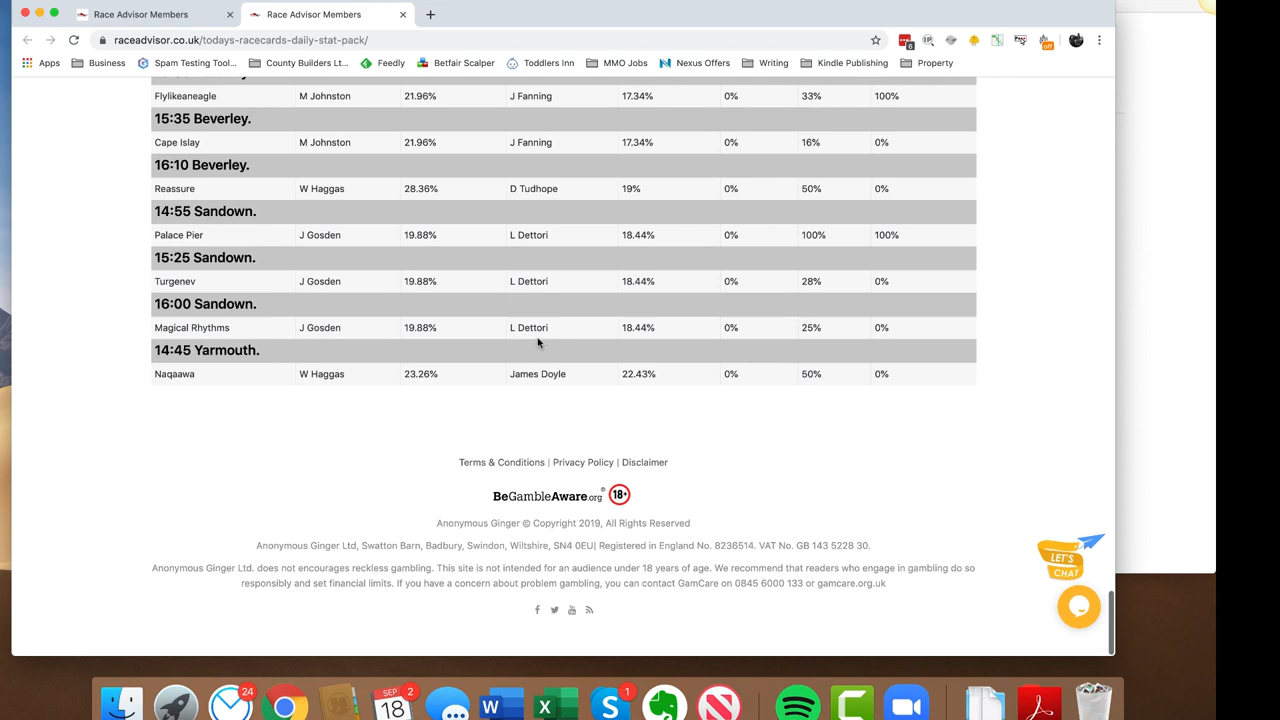 Race Advisor Members
Race Advisor Members
raceadvisor.co.uk/todays-racecards-daily-stat-pack/
6
off
Apps Business Spam Testing Tool... County Builders Lt... Feedly Betfair Scalper Toddlers Inn MMO Jobs Nexus Offers Writing Kindle Publishing Property
Flylikeaneagle M Johnston 21.96% J Fanning 17.34% 0% 33% 100%
15:35 Beverley.
Cape Islay M Johnston 21.96% J Fanning 17.34% 0% 16% 0%
16:10 Beverley.
Reassure W Haggas 28.36% D Tudhope 19% 0% 50% 0%
14:55 Sandown.
Palace Pier J Gosden 19.88% L Dettori 18.44% 0% 100% 100%
15:25 Sandown.
Turgenev J Gosden 19.88% L Dettori 18.44% 0% 28% 0%
16:00 Sandown.
Magical Rhythms J Gosden 19.88% L Dettori 18.44% 0% 25% 0%
14:45 Yarmouth.
Naqaawa W Haggas 23.26% James Doyle 22.43% 0% 50% 0%
Terms & Conditions | Privacy Policy | Disclaimer
BeGambleAware.org® 18+
Anonymous Ginger © Copyright 2019, All Rights Reserved
Anonymous Ginger Ltd, Swatton Barn, Badbury, Swindon, Wiltshire, SN4 0EU| Registered in England No. 8236514. VAT No. GB 143 5228 30.
Anonymous Ginger Ltd. does not encourages reckless gambling. This site is not intended for an audience under 18 years of age. We recommend that readers who engage in gambling do so
responsibly and set financial limits. If you have a concern about problem gambling, you can contact GamCare on 0845 6000 133 or gamcare.org.uk
LET'S
CHAT
24
SEP 2
18
W
X
S 1